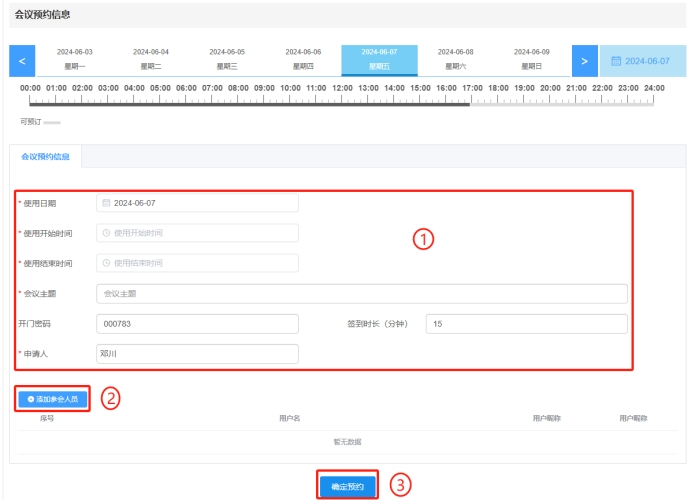 会议预约信息
< 2024-06-03 2024-06-04 2024-06-05 2024-06-06 2024-06-07 2024-06-08 2024-06-09 > 2024-06-07
星期一 星期二 星期三 星期四 星期五 星期六 星期日
00:00 01:00 02:00 03:00 04:00 05:00 06:00 07:00 08:00 09:00 10:00 11:00 12:00 13:00 14:00 15:00 16:00 17:00 18:00 19:00 20:00 21:00 22:00 23:00 24:00
可预订
会议预约信息
* 使用日期 2024-06-07
* 使用开始时间 使用开始时间
①
* 使用结束时间 使用结束时间
* 会议主题 会议主题
开门密码 000783 签到时长（分钟） 15
* 申请人 邓川
添加参会人员 ②
序号 用户名 用户昵称 用户昵称
暂无数据
确定预约 ③